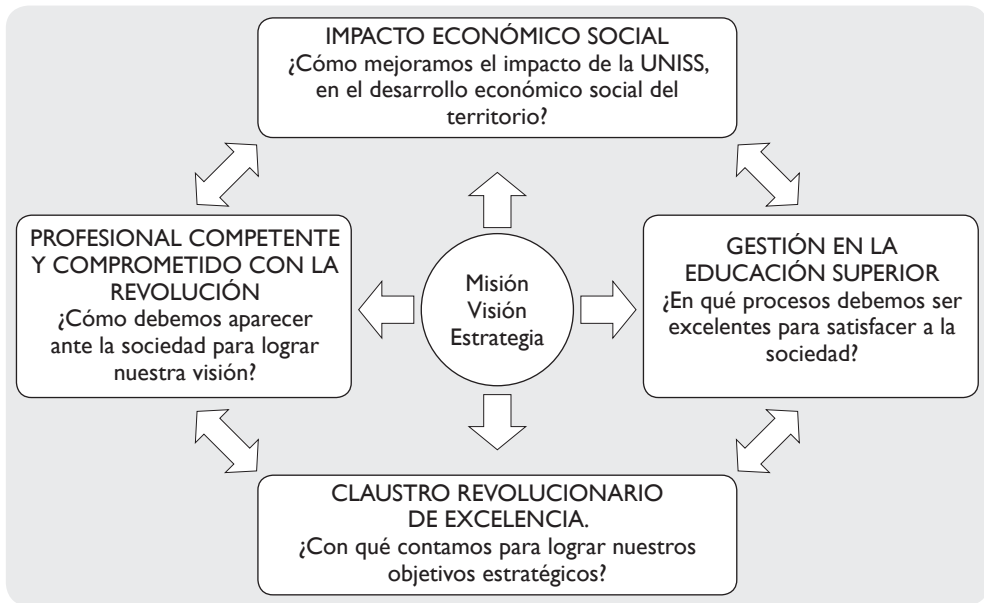 IMPACTO ECONÓMICO SOCIAL
¿Cómo mejoramos el impacto de la UNISS,
en el desarrollo económico social del
territorio?
PROFESIONAL COMPETENTE
Y COMPROMETIDO CON LA
REVOLUCIÓN
¿Cómo debemos aparecer
ante la sociedad para lograr
nuestra visión?
Misión
Visión
Estrategia
GESTIÓN EN LA
EDUCACIÓN SUPERIOR
¿En qué procesos debemos ser
excelentes para satisfacer a la
sociedad?
CLAUSTRO REVOLUCIONARIO
DE EXCELENCIA.
¿Con qué contamos para lograr nuestros
objetivos estratégicos?